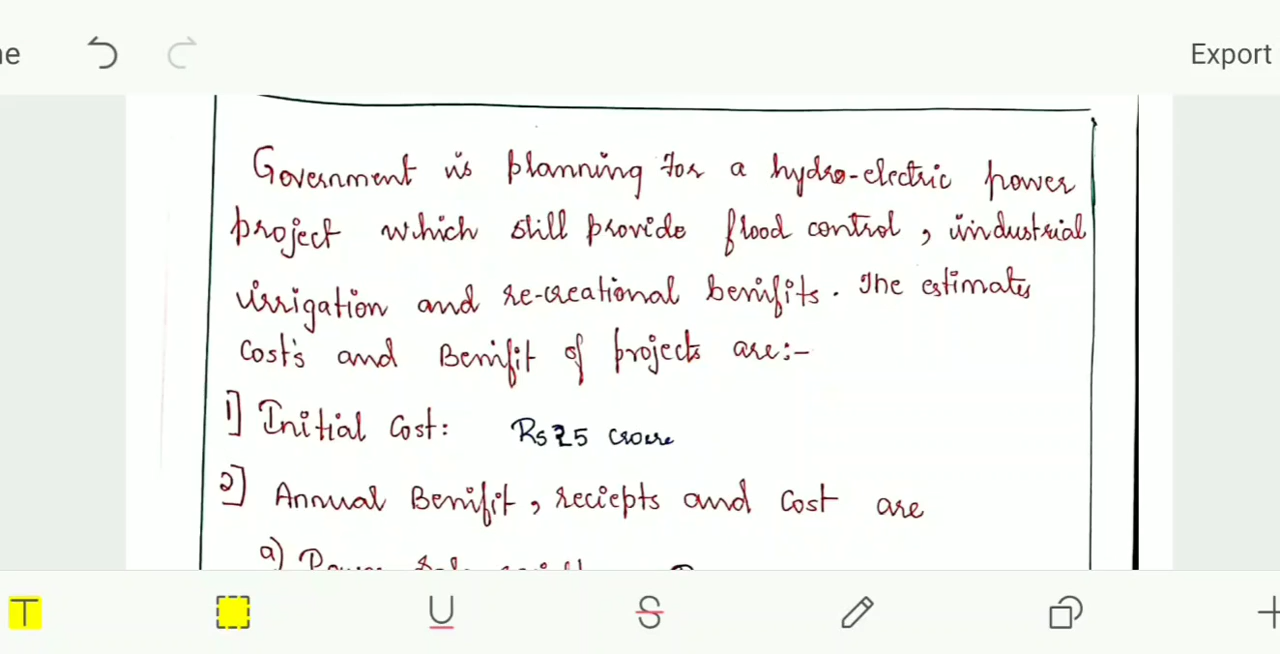 ne Export
Government is planning for a hydro-electric power
project which still provide flood control, industrial
irrigation and re-creational benifits. The estimates
Cost's and Benifit of projects are:-
1] Initial Cost: Rs 25 crore
2] Annual Benifit, reciepts and Cost are
a)
T U S